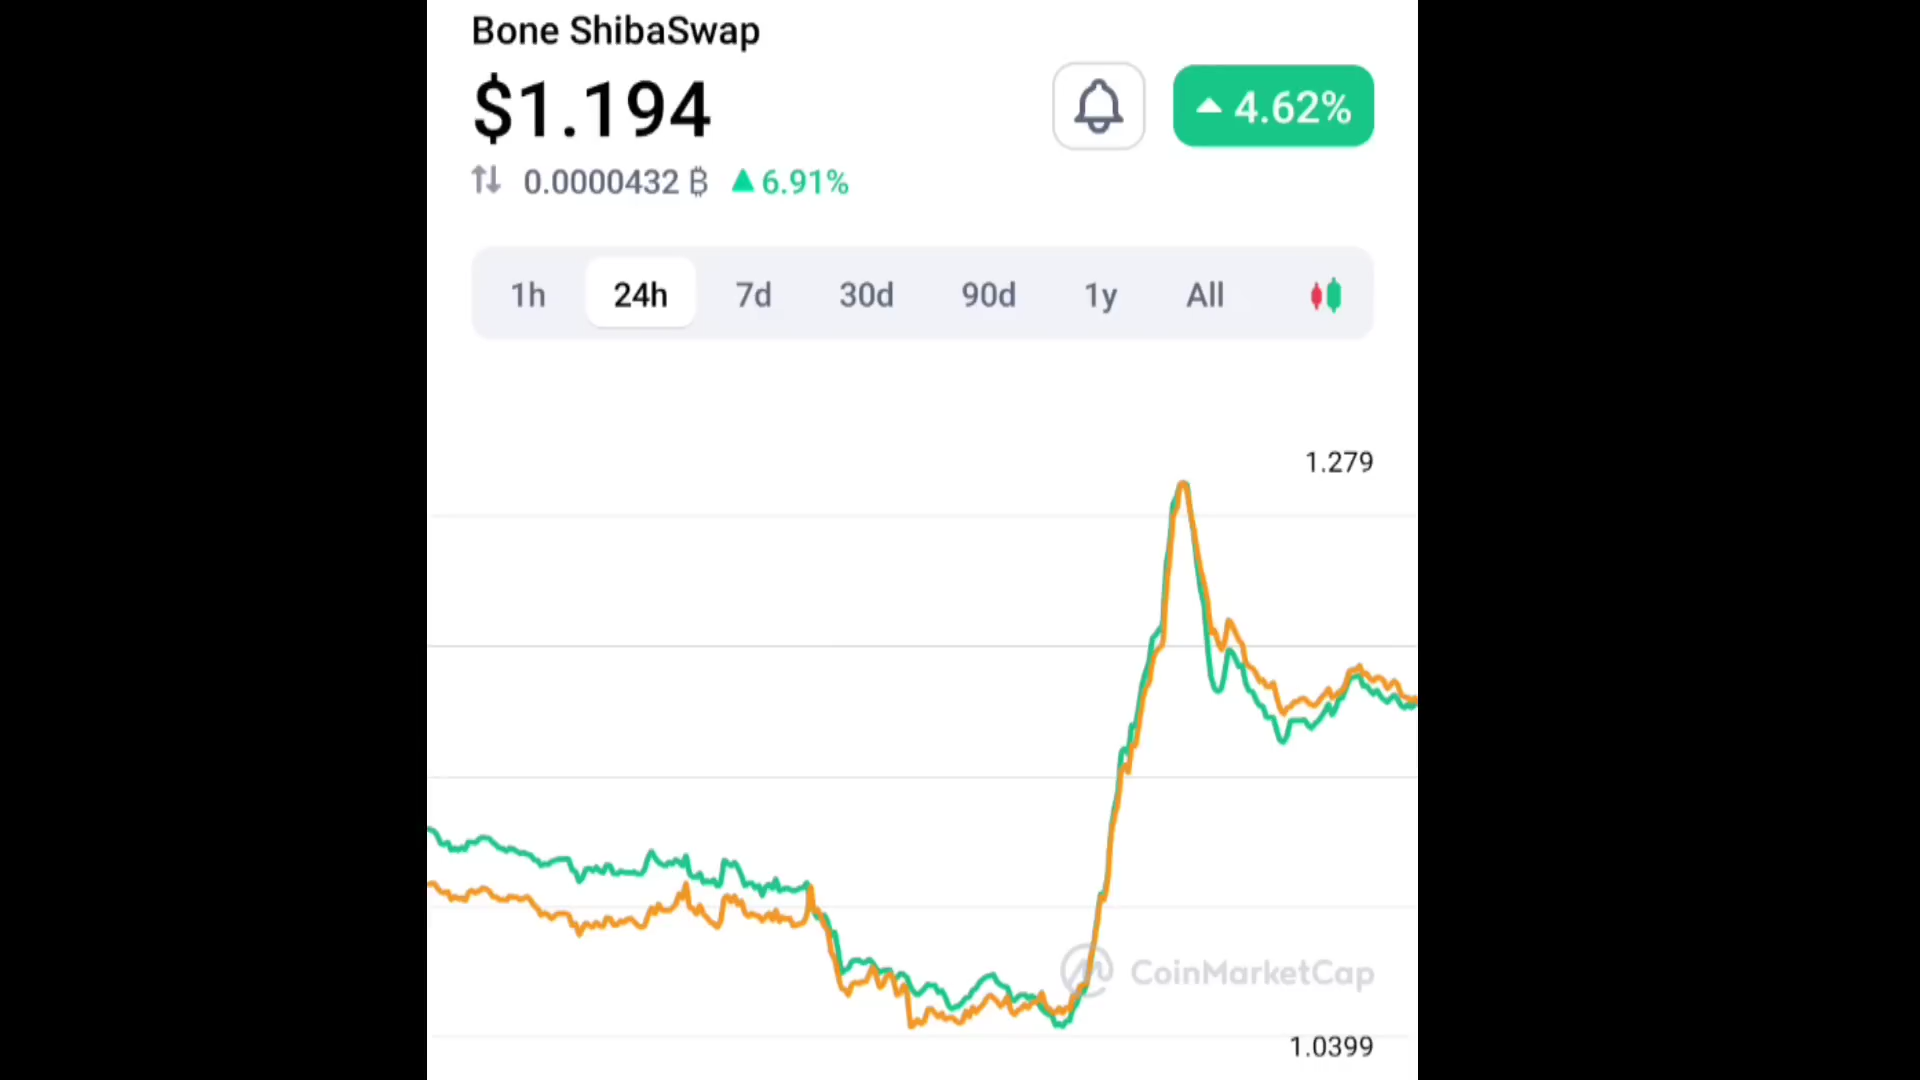 Bone ShibaSwap
$1.194
4.62%
0.0000432 ₿ 6.91%
1h 24h 7d 30d 90d 1y All
1.279
CoinMarketCap
1.0399